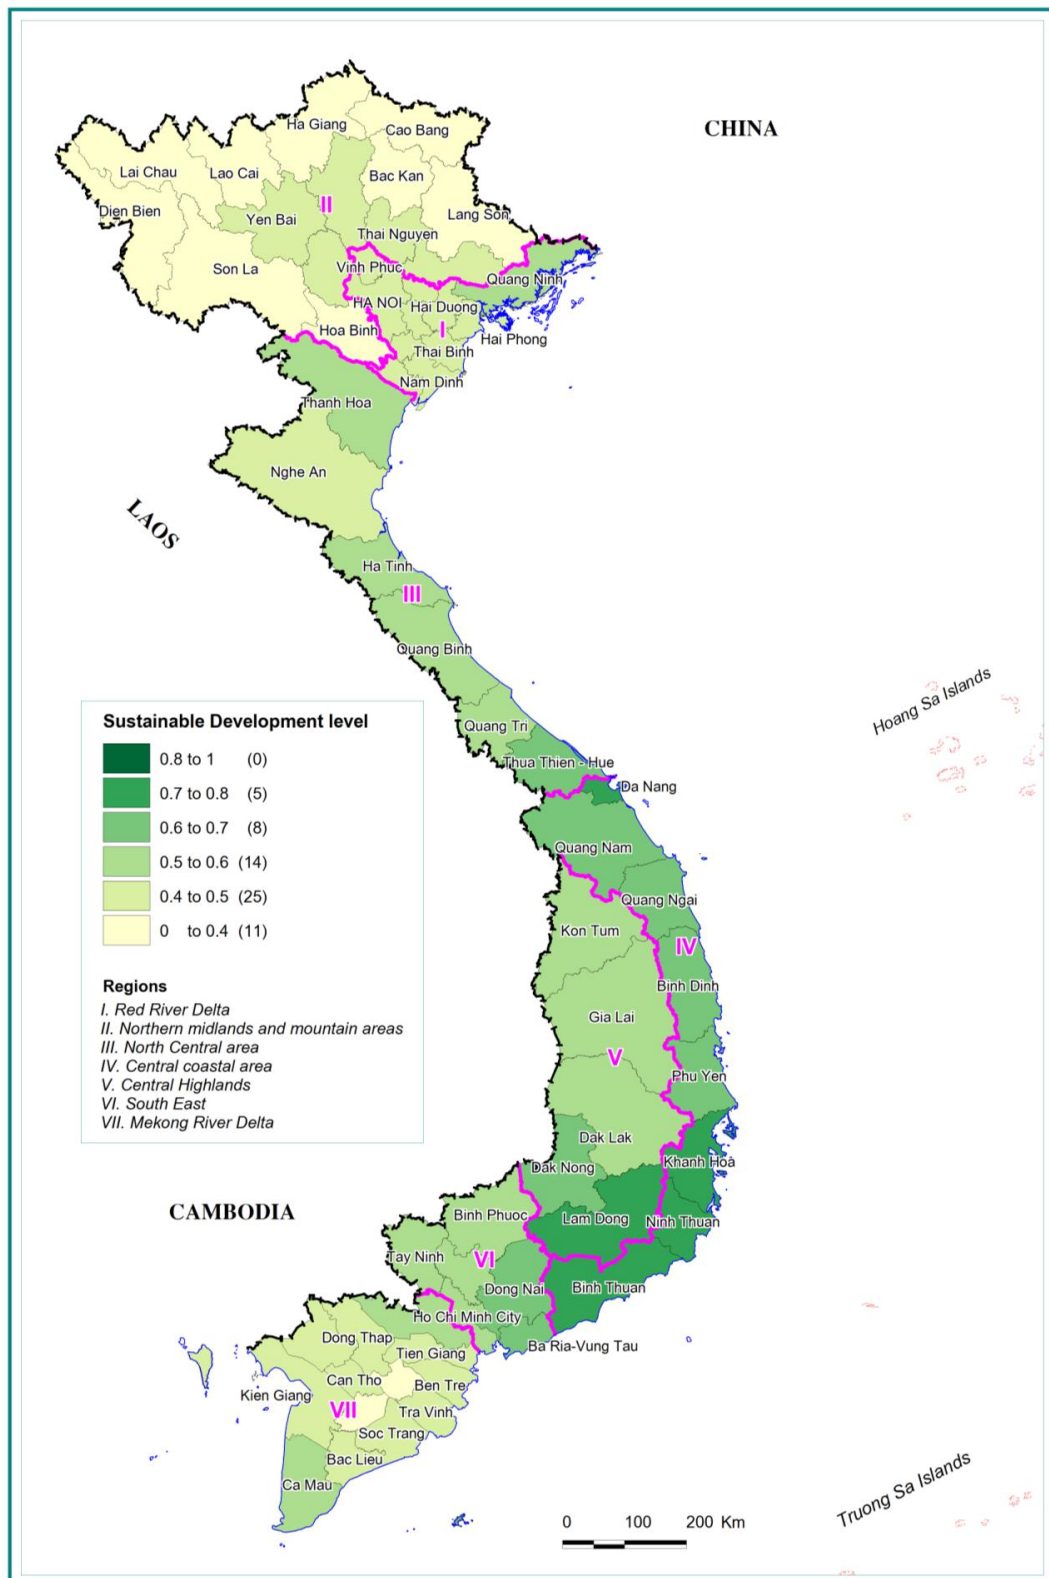 CHINA
Ha Giang
Cao Bang
Lai Chau
Lao Cai
Bac Kan
Dien Bien
Yen Bai
II
Lang Son
Thai Nguyen
Son La
Vinh Phuc
Quang Ninh
HA NOI
Hai Duong
Hoa Binh
I
Hai Phong
Thai Binh
Nam Dinh
Thanh Hoa
Nghe An
LAOS
Ha Tinh
III
Quang Binh
Hoang Sa Islands
Quang Tri
Thua Thien - Hue
Da Nang
Quang Nam
Quang Ngai
Kon Tum
IV
Binh Dinh
Gia Lai
V
Phu Yen
Dak Lak
Dak Nong
Khanh Hoa
Lam Dong
Ninh Thuan
Binh Thuan
Sustainable Development level
0.8 to 1 (0)
0.7 to 0.8 (5)
0.6 to 0.7 (8)
0.5 to 0.6 (14)
0.4 to 0.5 (25)
0 to 0.4 (11)
Regions
I. Red River Delta
II. Northern midlands and mountain areas
III. North Central area
IV. Central coastal area
V. Central Highlands
VI. South East
VII. Mekong River Delta
CAMBODIA
Binh Phuoc
Tay Ninh
VI
Dong Nai
Ho Chi Minh City
Ba Ria-Vung Tau
Dong Thap
Tien Giang
Can Tho
Ben Tre
Kien Giang
VII
Tra Vinh
Soc Trang
Bac Lieu
Ca Mau
Truong Sa Islands
0 100 200 Km